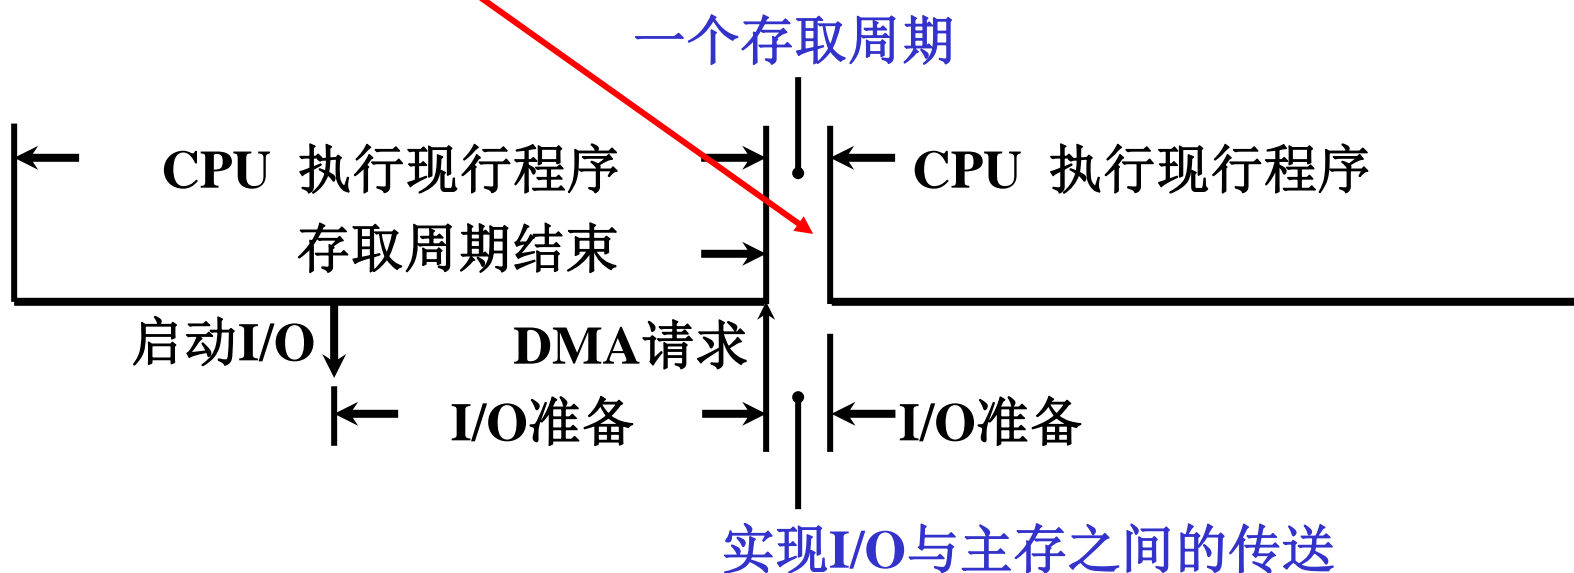 一个存取周期
CPU 执行现行程序
CPU 执行现行程序
存取周期结束
启动I/O
DMA请求
I/O准备
I/O准备
实现I/O与主存之间的传送